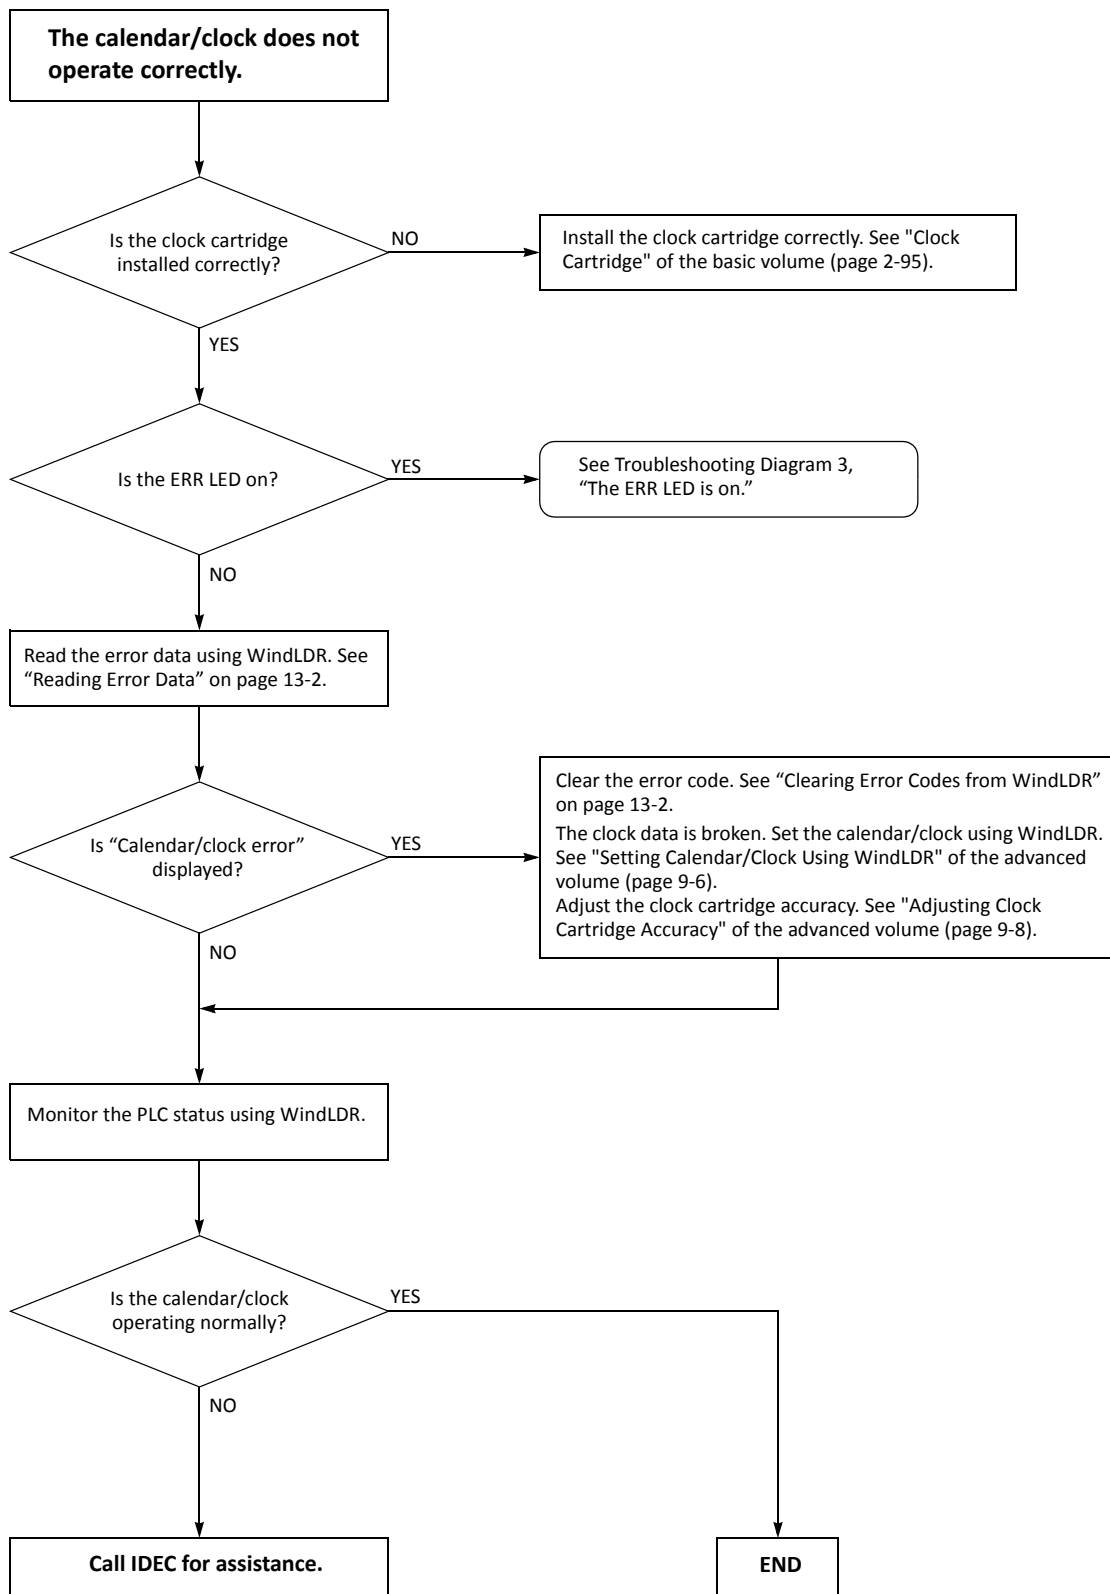 The calendar/clock does not
operate correctly.
Is the clock cartridge
installed correctly?
NO
Install the clock cartridge correctly. See "Clock
Cartridge" of the basic volume (page 2-95).
YES
Is the ERR LED on?
YES
See Troubleshooting Diagram 3,
“The ERR LED is on.”
NO
Read the error data using WindLDR. See
“Reading Error Data” on page 13-2.
Is “Calendar/clock error”
displayed?
YES
Clear the error code. See “Clearing Error Codes from WindLDR”
on page 13-2.
The clock data is broken. Set the calendar/clock using WindLDR.
See "Setting Calendar/Clock Using WindLDR" of the advanced
volume (page 9-6).
Adjust the clock cartridge accuracy. See "Adjusting Clock
Cartridge Accuracy" of the advanced volume (page 9-8).
NO
Monitor the PLC status using WindLDR.
Is the calendar/clock
operating normally?
YES
NO
Call IDEC for assistance.
END